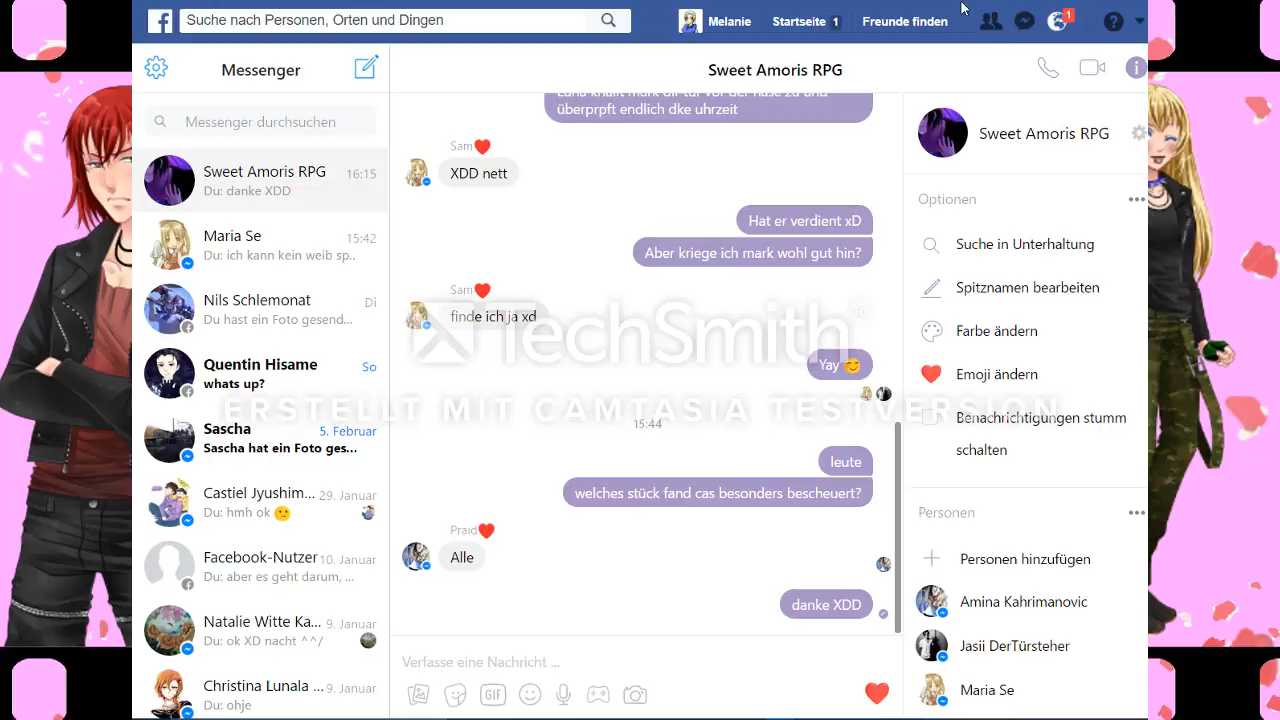 Suche nach Personen, Orten und Dingen
Melanie
Startseite 1
Freunde finden
1
Messenger
Messenger durchsuchen
Sweet Amoris RPG
16:15
Du: danke XDD
Maria Se
15:42
Du: ich kann kein weib sp..
Nils Schlemonat
Di
Du hast ein Foto gesend...
Quentin Hisame
So
whats up?
Sascha
5. Februar
Sascha hat ein Foto ges...
Castiel Jyushim...
29. Januar
Du: hmh ok 🙁
Facebook-Nutzer
10. Januar
Du: aber es geht darum, ...
Natalie Witte Ka...
9. Januar
Du: ok XD nacht ^^/
Christina Lunala ...
9. Januar
Du: ohje
Sweet Amoris RPG
überprpft endlich dke uhrzeit
Sam❤
XDD nett
Hat er verdient xD
Aber kriege ich mark wohl gut hin?
Sam❤
finde ich ja xd
Yay 😊
15:44
leute
welches stück fand cas besonders bescheuert?
Praid❤
Alle
danke XDD
Verfasse eine Nachricht ...
GIF
TechSmith®
ERSTELLT MIT CAMTASIA TESTVERSION
Sweet Amoris RPG
Optionen
Suche in Unterhaltung
Spitznamen bearbeiten
Farbe ändern
Emoji ändern
Benachrichtigungen stumm
schalten
Personen
Personen hinzufügen
Amina Kahrimanovic
Jasii DerTürsteher
Maria Se